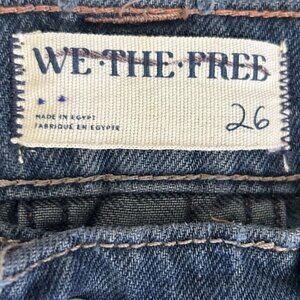 WE·THE·FREE
MADE IN EGYPT
FABRIQUE EN EGYPTE
26